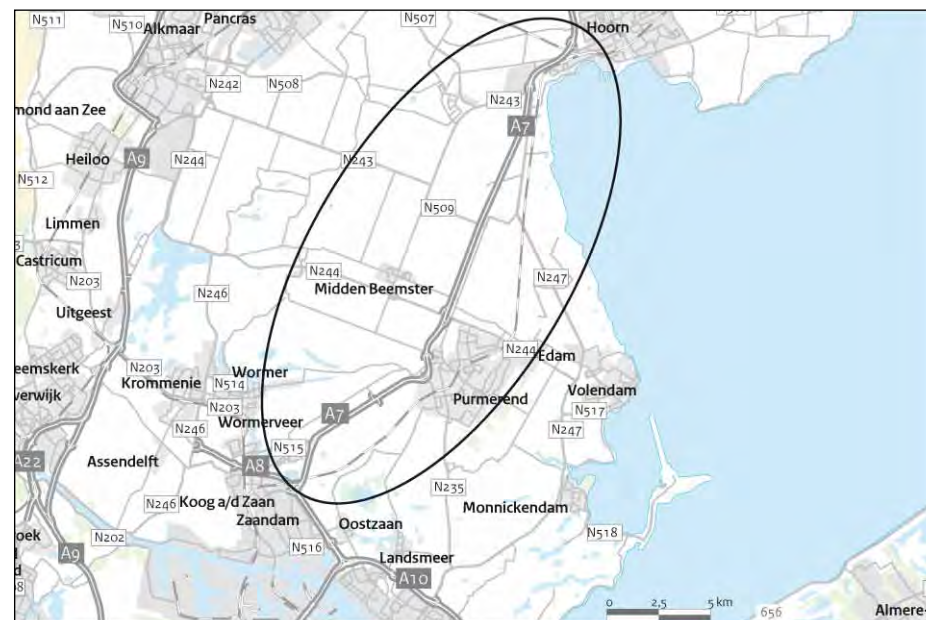 N511
N510
Pancras
Alkmaar
N507
Hoorn
N508
N242
N243
mond aan Zee
A7
Heiloo
A9
N244
N243
N512
N509
Limmen
Castricum
N203
N244
N247
Midden Beemster
N246
Uitgeest
N244
Edam
eemskerk
N203
Krommenie
N514
Wormer
Volendam
verwijk
N203
Purmerend
N517
A7
Wormerveer
N246
N247
N515
A22
Assendelft
A8
N235
Koog a/d Zaan
Monnickendam
N246
Zaandam
Oostzaan
N518
oek
N202
N516
A9
Landsmeer
A10
0 2,5 5 km
656
Almere-